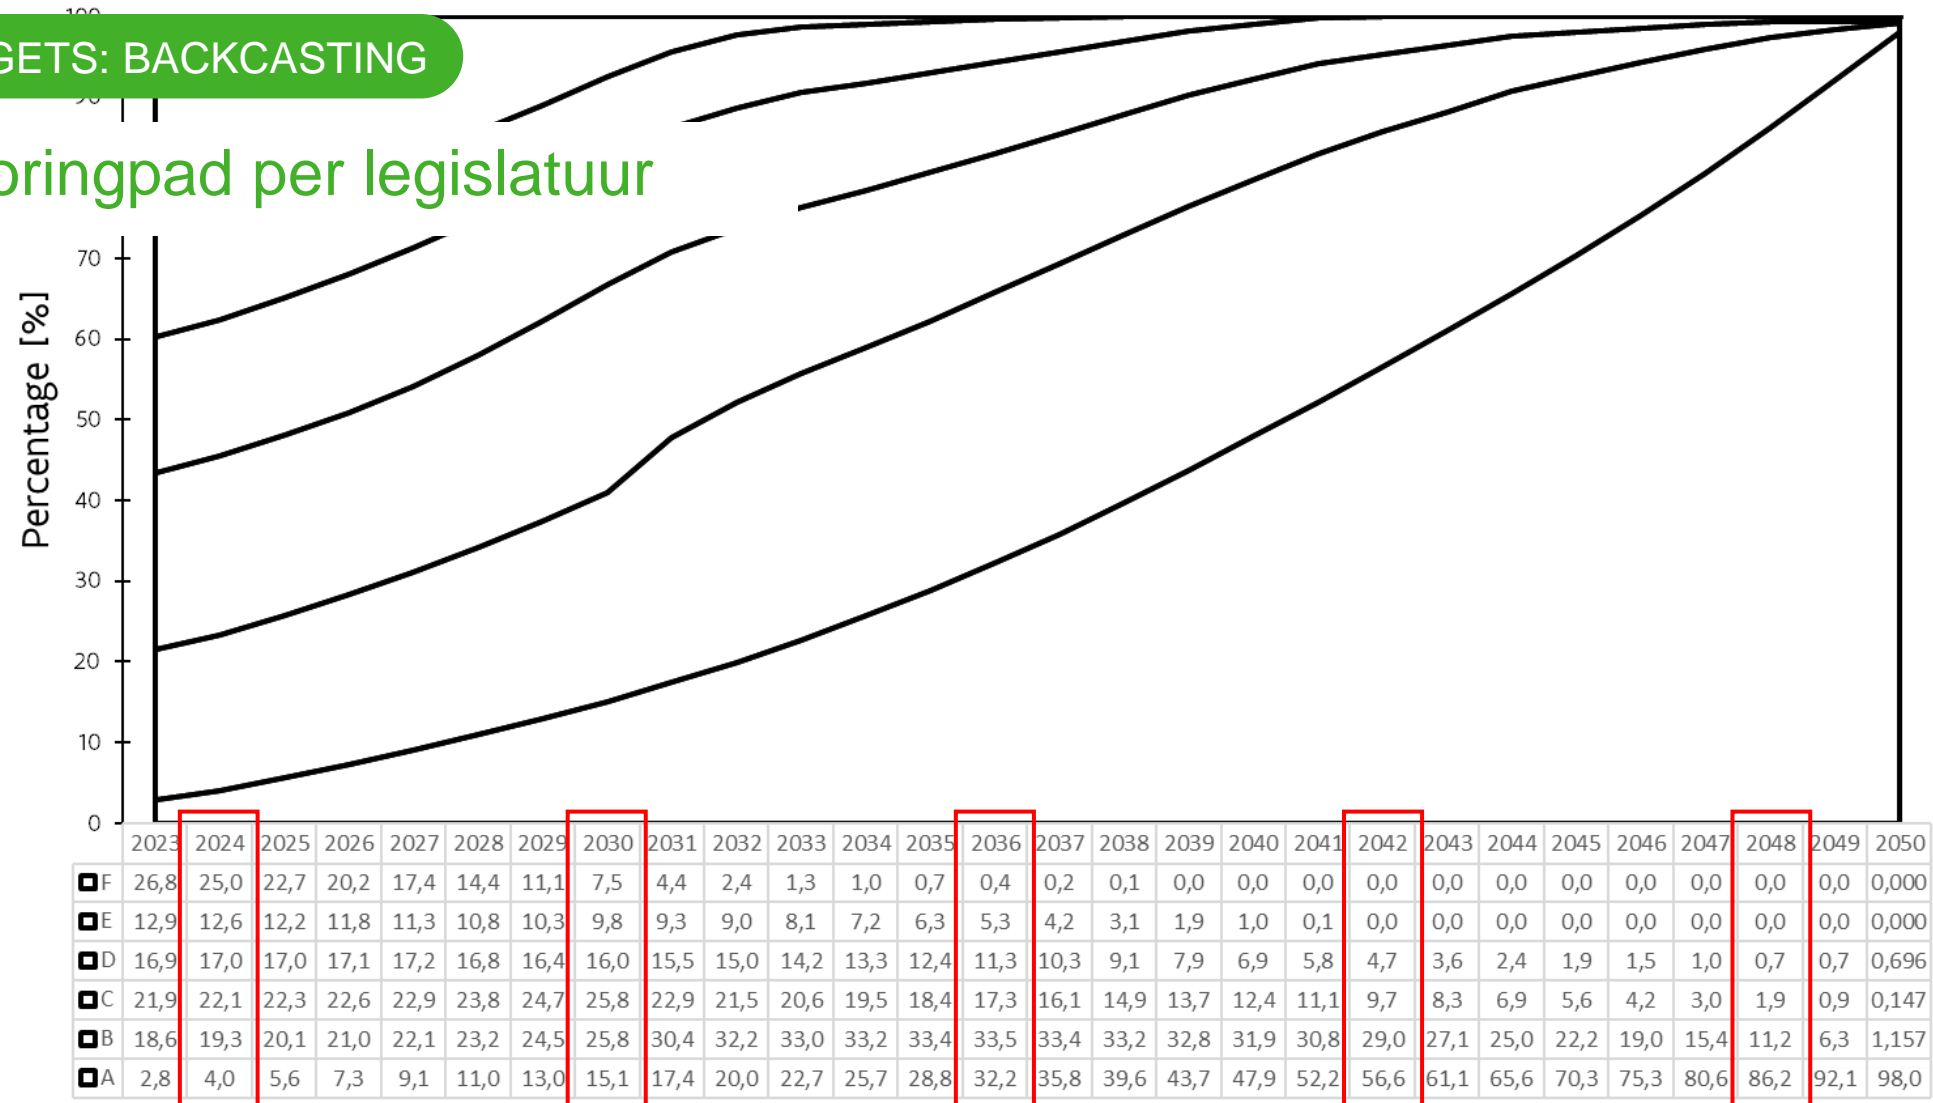 100
GETS: BACKCASTING
90
oringpad per legislatuur
70
60
50
40
30
20
10
0
Percentage [%]
2023 2024 2025 2026 2027 2028 2029 2030 2031 2032 2033 2034 2035 2036 2037 2038 2039 2040 2041 2042 2043 2044 2045 2046 2047 2048 2049 2050
F 26,8 25,0 22,7 20,2 17,4 14,4 11,1 7,5 4,4 2,4 1,3 1,0 0,7 0,4 0,2 0,1 0,0 0,0 0,0 0,0 0,0 0,0 0,0 0,0 0,0 0,0 0,0 0,000
E 12,9 12,6 12,2 11,8 11,3 10,8 10,3 9,8 9,3 9,0 8,1 7,2 6,3 5,3 4,2 3,1 1,9 1,0 0,1 0,0 0,0 0,0 0,0 0,0 0,0 0,0 0,0 0,000
D 16,9 17,0 17,0 17,1 17,2 16,8 16,4 16,0 15,5 15,0 14,2 13,3 12,4 11,3 10,3 9,1 7,9 6,9 5,8 4,7 3,6 2,4 1,9 1,5 1,0 0,7 0,7 0,696
C 21,9 22,1 22,3 22,6 22,9 23,8 24,7 25,8 22,9 21,5 20,6 19,5 18,4 17,3 16,1 14,9 13,7 12,4 11,1 9,7 8,3 6,9 5,6 4,2 3,0 1,9 0,9 0,147
B 18,6 19,3 20,1 21,0 22,1 23,2 24,5 25,8 30,4 32,2 33,0 33,2 33,4 33,5 33,4 33,2 32,8 31,9 30,8 29,0 27,1 25,0 22,2 19,0 15,4 11,2 6,3 1,157
A 2,8 4,0 5,6 7,3 9,1 11,0 13,0 15,1 17,4 20,0 22,7 25,7 28,8 32,2 35,8 39,6 43,7 47,9 52,2 56,6 61,1 65,6 70,3 75,3 80,6 86,2 92,1 98,0